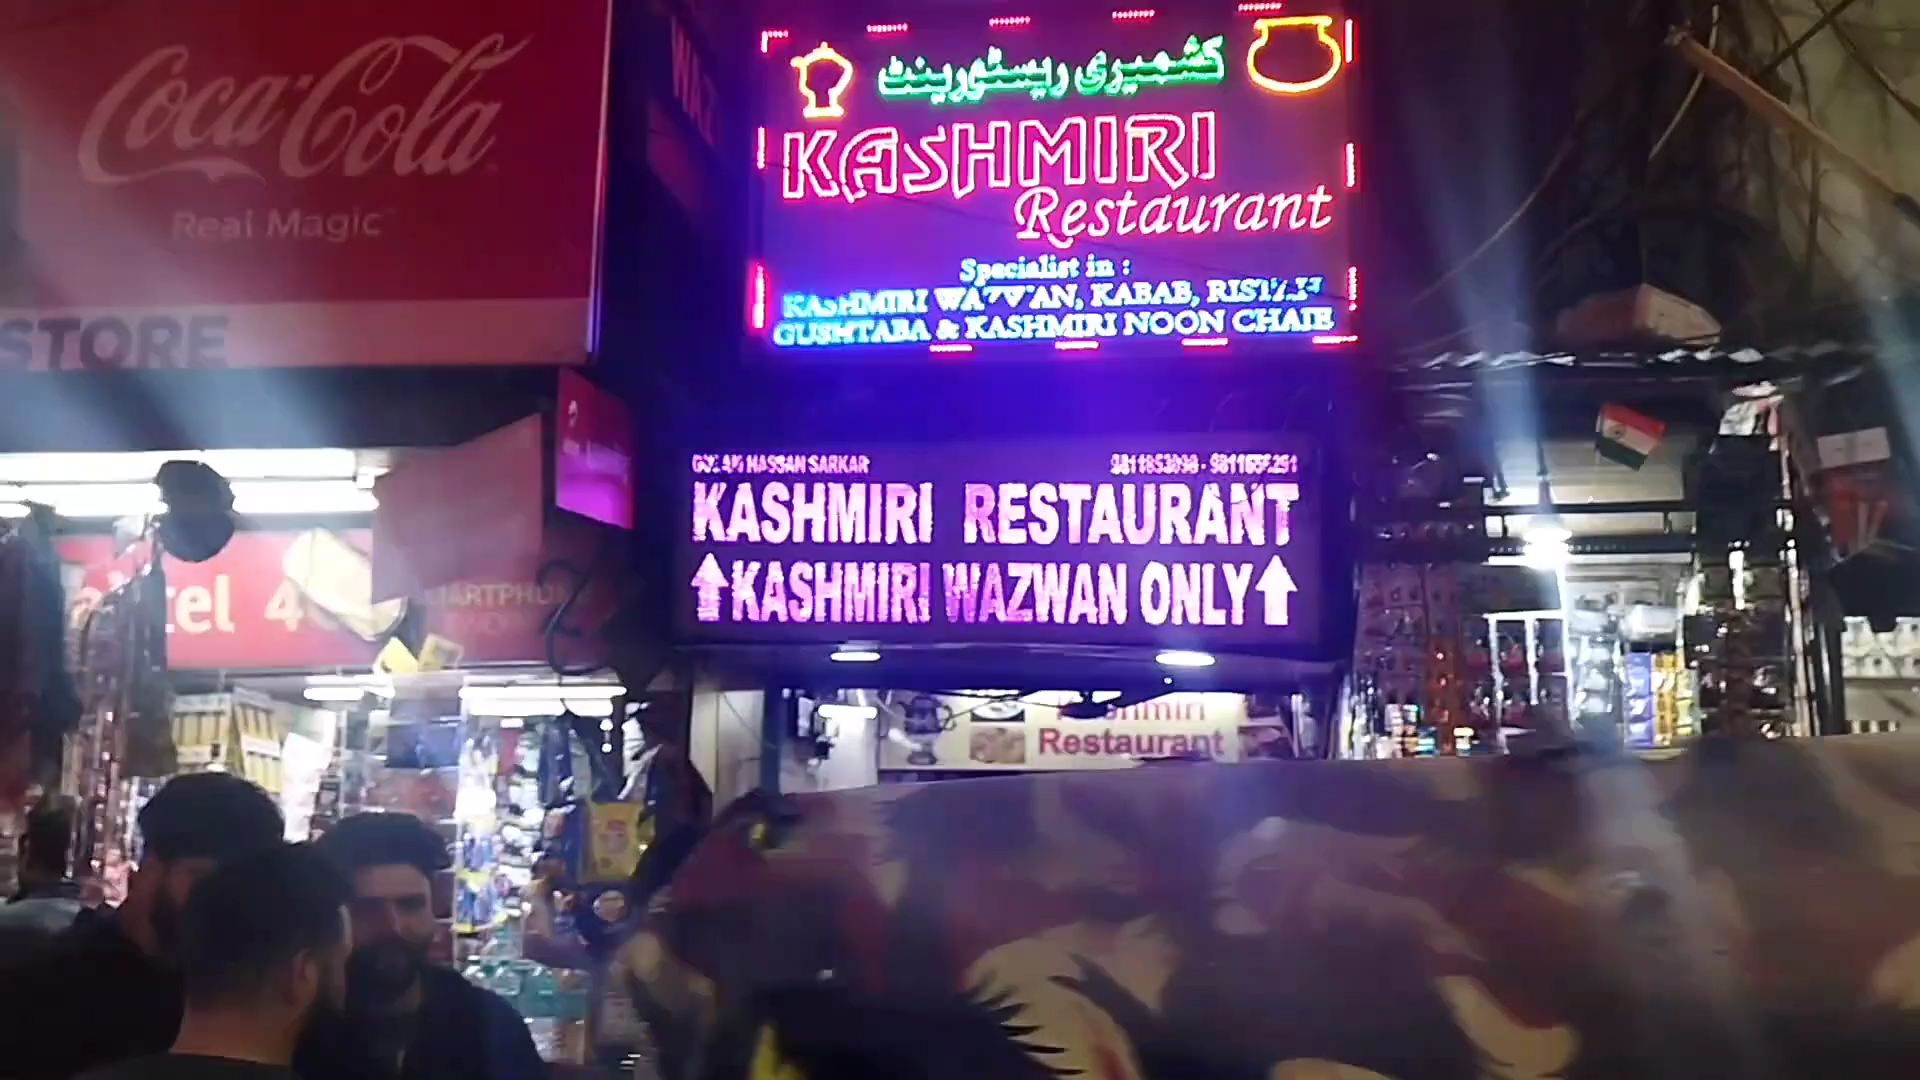 Coca-Cola
Real Magic
STORE
کشمیری ریسٹورینٹ
KASHMIRI
Restaurant
Specialist in :
KASHMIRI WAZWAN, KABAB,
GUSHTABA & KASHMIRI NOON CHAIE
HASSAN SARKAR
KASHMIRI RESTAURANT
KASHMIRI WAZWAN ONLY
Restaurant